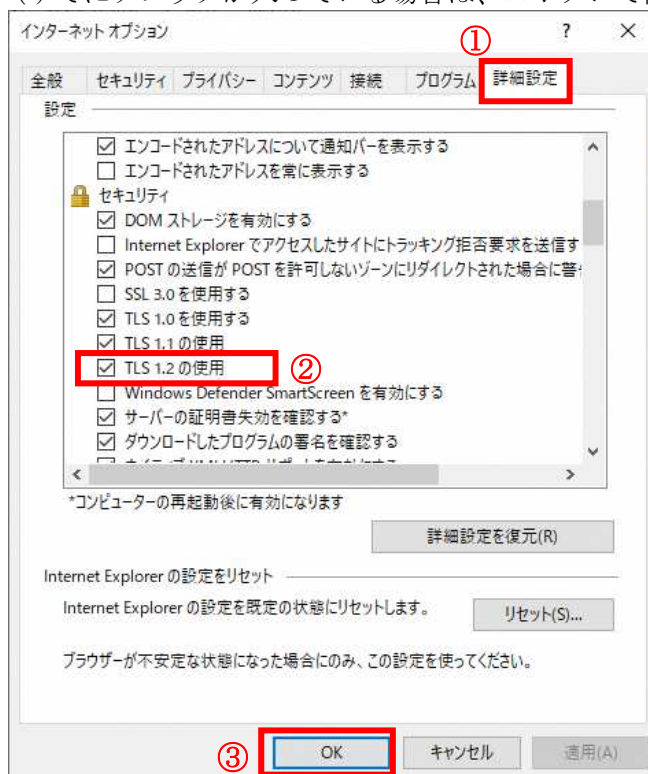 インターネット オプション ? ×
①
全般 セキュリティ プライバシー コンテンツ 接続 プログラム 詳細設定
設定
エンコードされたアドレスについて通知バーを表示する
エンコードされたアドレスを常に表示する
セキュリティ
DOM ストレージを有効にする
Internet Explorer でアクセスしたサイトにトラッキング拒否要求を送信す
POST の送信が POST を許可しないゾーンにリダイレクトされた場合に警
SSL 3.0 を使用する
TLS 1.0 を使用する
TLS 1.1 の使用
TLS 1.2 の使用 ②
Windows Defender SmartScreen を有効にする
サーバーの証明書失効を確認する*
ダウンロードしたプログラムの署名を確認する
*コンピューターの再起動後に有効になります
詳細設定を復元(R)
Internet Explorer の設定をリセット
Internet Explorer の設定を既定の状態にリセットします。 リセット(S)...
ブラウザーが不安定な状態になった場合にのみ、この設定を使ってください。
③ OK キャンセル 適用(A)